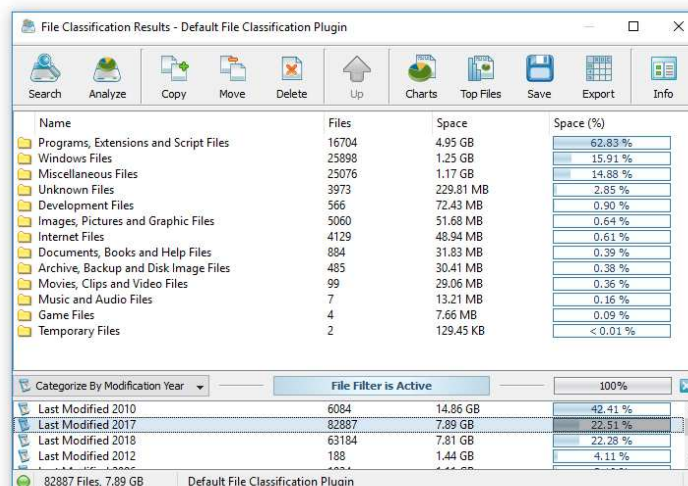 File Classification Results - Default File Classification Plugin
Search Analyze Copy Move Delete Up Charts Top Files Save Export Info
Name Files Space Space (%)
Programs, Extensions and Script Files 16704 4.95 GB 62.83 %
Windows Files 25898 1.25 GB 15.91 %
Miscellaneous Files 25076 1.17 GB 14.88 %
Unknown Files 3973 229.81 MB 2.85 %
Development Files 566 72.43 MB 0.90 %
Images, Pictures and Graphic Files 5060 51.68 MB 0.64 %
Internet Files 4129 48.94 MB 0.61 %
Documents, Books and Help Files 884 31.83 MB 0.39 %
Archive, Backup and Disk Image Files 485 30.41 MB 0.38 %
Movies, Clips and Video Files 99 29.06 MB 0.36 %
Music and Audio Files 7 13.21 MB 0.16 %
Game Files 4 7.66 MB 0.09 %
Temporary Files 2 129.45 KB < 0.01 %
Categorize By Modification Year File Filter is Active 100%
Last Modified 2010 6084 14.86 GB 42.41 %
Last Modified 2017 82887 7.89 GB 22.51 %
Last Modified 2018 63184 7.81 GB 22.28 %
Last Modified 2012 188 1.44 GB 4.11 %
82887 Files, 7.89 GB Default File Classification Plugin